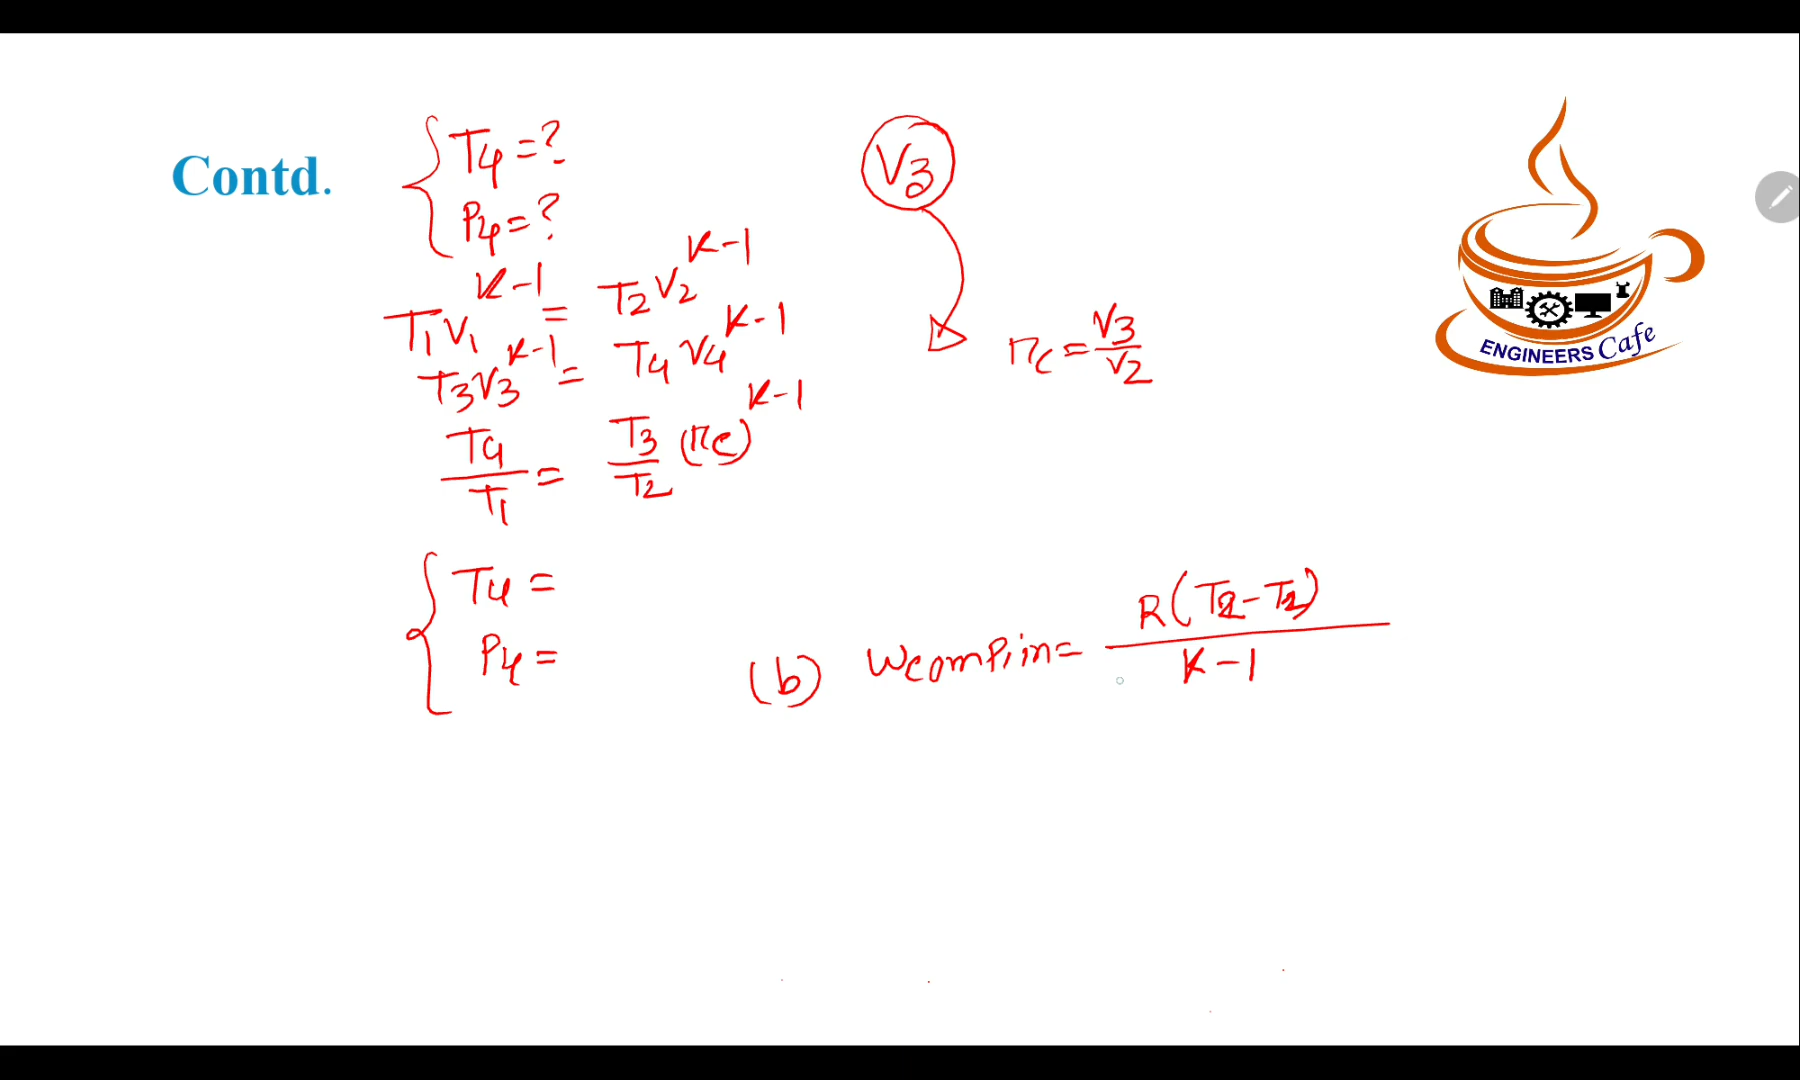 Contd.
T4 = ?
P4 = ?
V3
T1V1^K-1 = T2V2^K-1
T3V3^K-1 = T4V4^K-1
rc = V3/V2
T4/T1 = T3/T2 (rc)^K-1
T4 =
P4 =
(b) Wcomp,in = R(T2-T1)/K-1
ENGINEERS Cafe